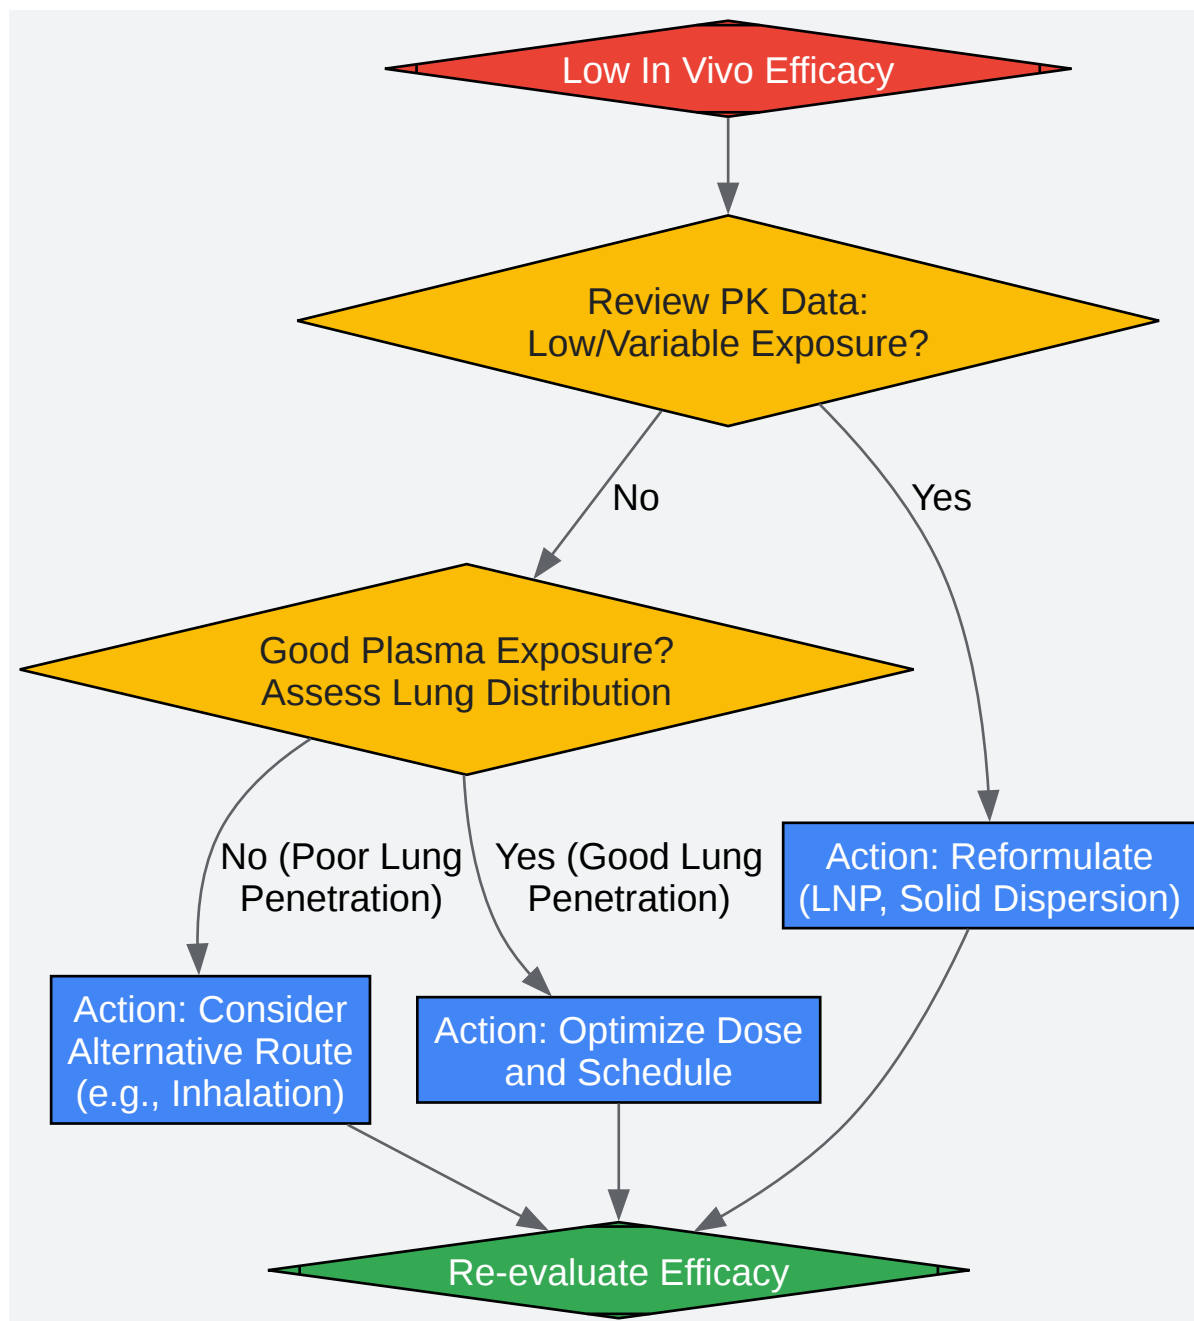 Low In Vivo Efficacy
Review PK Data:
Low/Variable Exposure?
No
Yes
Good Plasma Exposure?
Assess Lung Distribution
No (Poor Lung
Penetration)
Yes (Good Lung
Penetration)
Action: Reformulate
(LNP, Solid Dispersion)
Action: Consider
Alternative Route
(e.g., Inhalation)
Action: Optimize Dose
and Schedule
Re-evaluate Efficacy